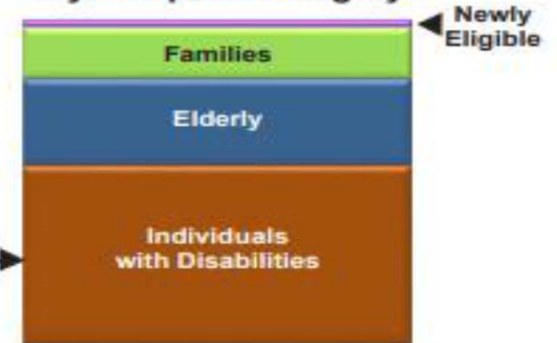 Newly
Eligible
Families
Elderly
Individuals
with Disabilities